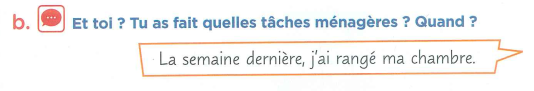 b. Et toi ? Tu as fait quelles tâches ménagères ? Quand ?
La semaine dernière, j'ai rangé ma chambre.